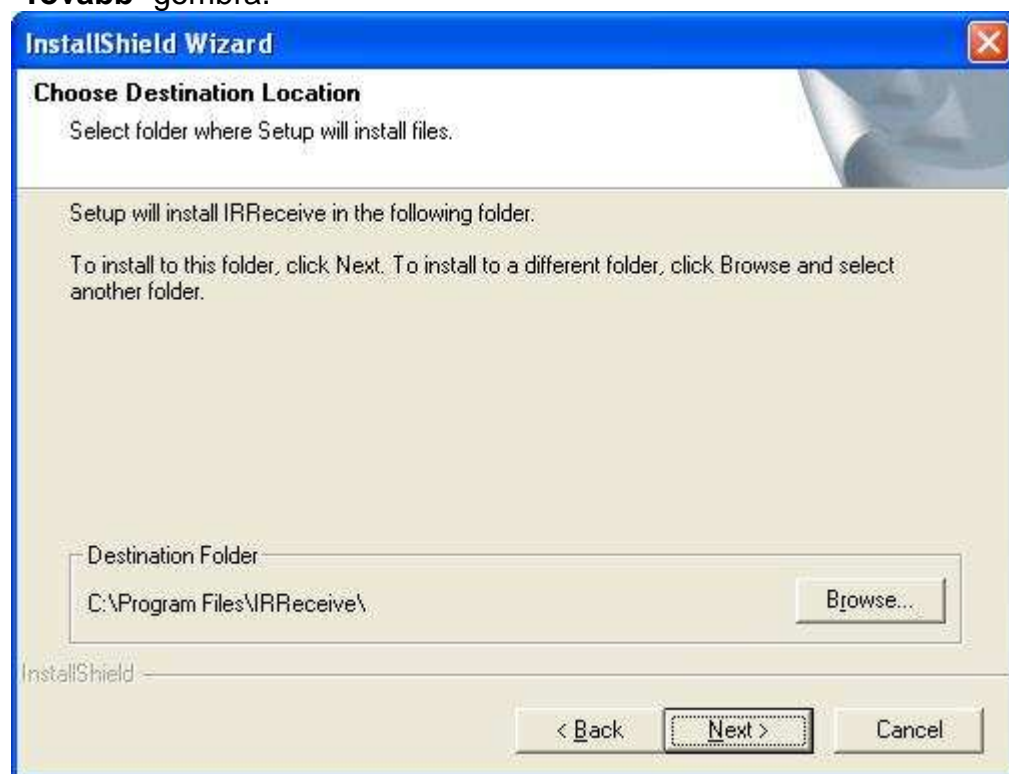 "Tovább" gombra.
InstallShield Wizard
Choose Destination Location
Select folder where Setup will install files.
Setup will install IRReceive in the following folder.
To install to this folder, click Next. To install to a different folder, click Browse and select
another folder.
Destination Folder
C:\Program Files\IRReceive\
Browse...
InstallShield
< Back
Next >
Cancel